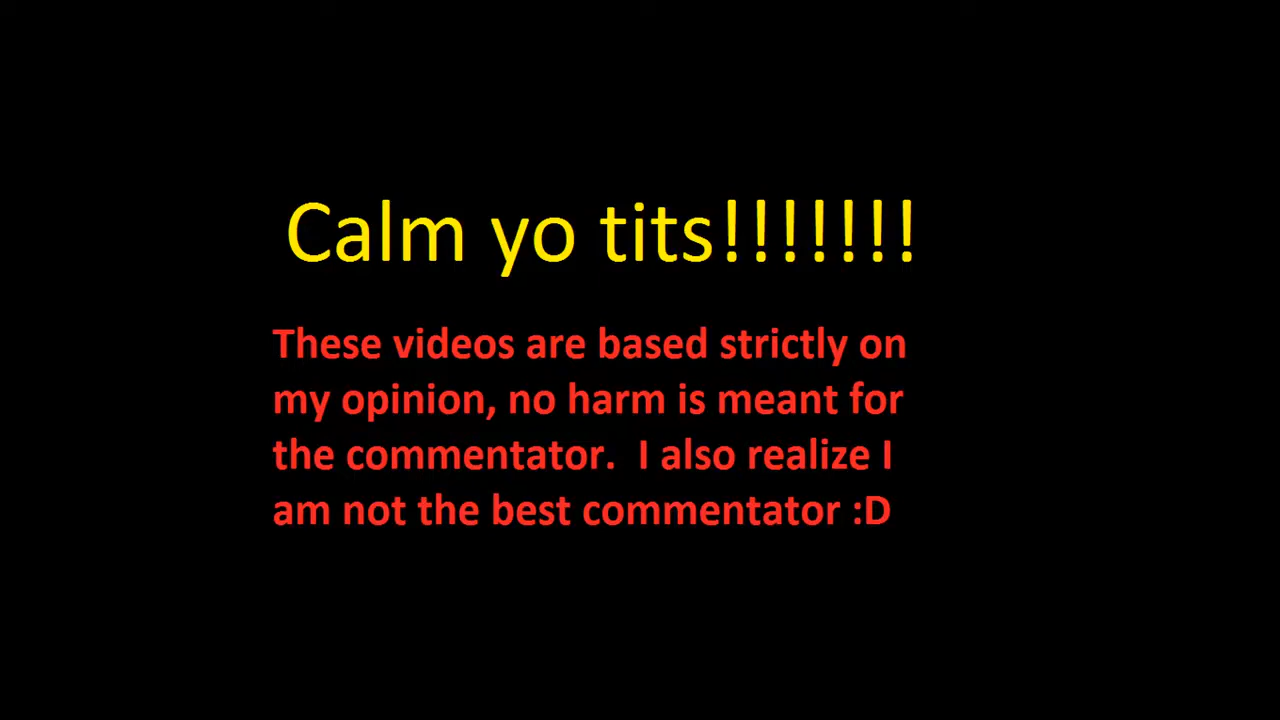 Calm yo tits!!!!!!!
These videos are based strictly on
my opinion, no harm is meant for
the commentator.  I also realize I
am not the best commentator :D